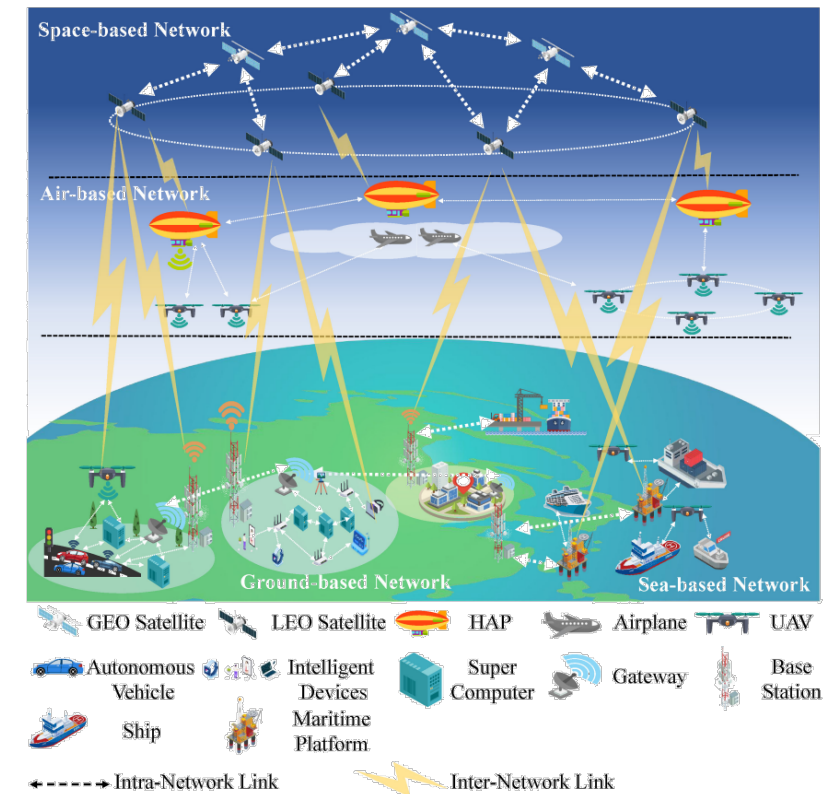 Space-based Network
Air-based Network
Ground-based Network
Sea-based Network
GEO Satellite
LEO Satellite
HAP
Airplane
UAV
Autonomous
Vehicle
Intelligent
Devices
Super
Computer
Gateway
Base
Station
Ship
Maritime
Platform
Intra-Network Link
Inter-Network Link